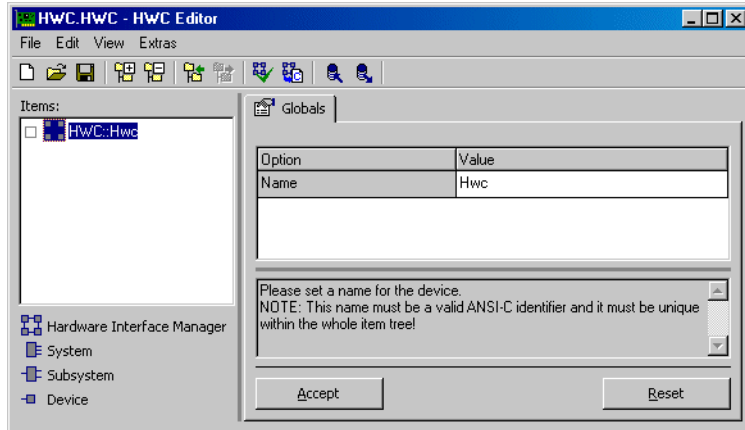 HWC.HWC - HWC Editor
File Edit View Extras
Items:
HWC::Hwc
Globals
Option Value
Name Hwc
Please set a name for the device.
NOTE: This name must be a valid ANSI-C identifier and it must be unique
within the whole item tree!
Hardware Interface Manager
System
Subsystem
Device
Accept Reset